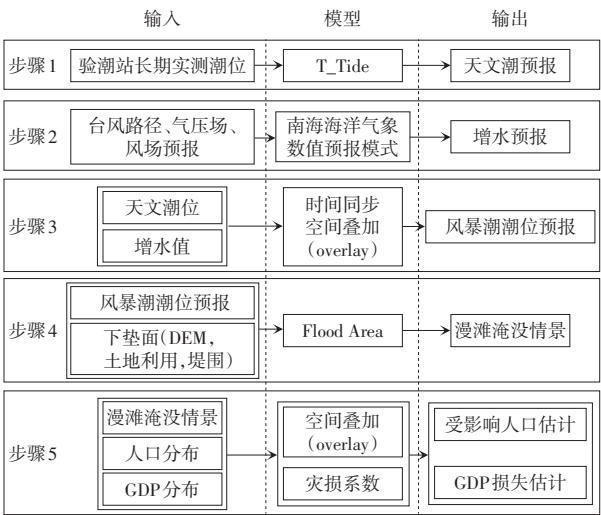 输入 模型 输出
步骤1 验潮站长期实测潮位 T_Tide 天文潮预报
步骤2 台风路径、气压场、
风场预报 南海海洋气象
数值预报模式 增水预报
步骤3 天文潮位
增水值 时间同步
空间叠加
(overlay) 风暴潮潮位预报
步骤4 风暴潮潮位预报
下垫面(DEM,
土地利用,堤围) Flood Area 漫滩淹没情景
步骤5 漫滩淹没情景
人口分布
GDP分布 空间叠加
(overlay)
灾损系数 受影响人口估计
GDP损失估计